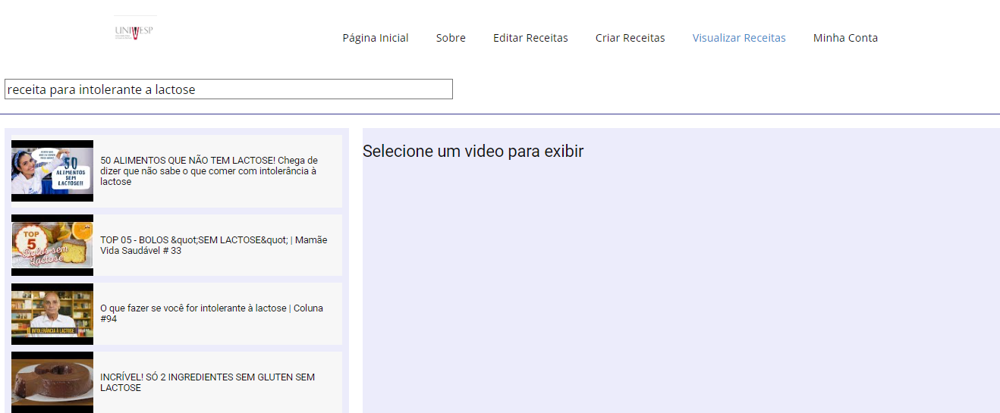 UNIVESP
Página Inicial
Sobre
Editar Receitas
Criar Receitas
Visualizar Receitas
Minha Conta
receita para intolerante a lactose
50
ALIMENTOS
SEM
LACTOSE!!
50 ALIMENTOS QUE NÃO TEM LACTOSE! Chega de
dizer que não sabe o que comer com intolerância à
lactose
TOP
5
Bolos sem
Lactose
TOP 05 - BOLOS &quot;SEM LACTOSE&quot; | Mamãe
Vida Saudável # 33
INTOLERÂNCIA À LACTOSE
O que fazer se você for intolerante à lactose | Coluna
#94
INCRÍVEL! SÓ 2 INGREDIENTES SEM GLUTEN SEM
LACTOSE
Selecione um video para exibir